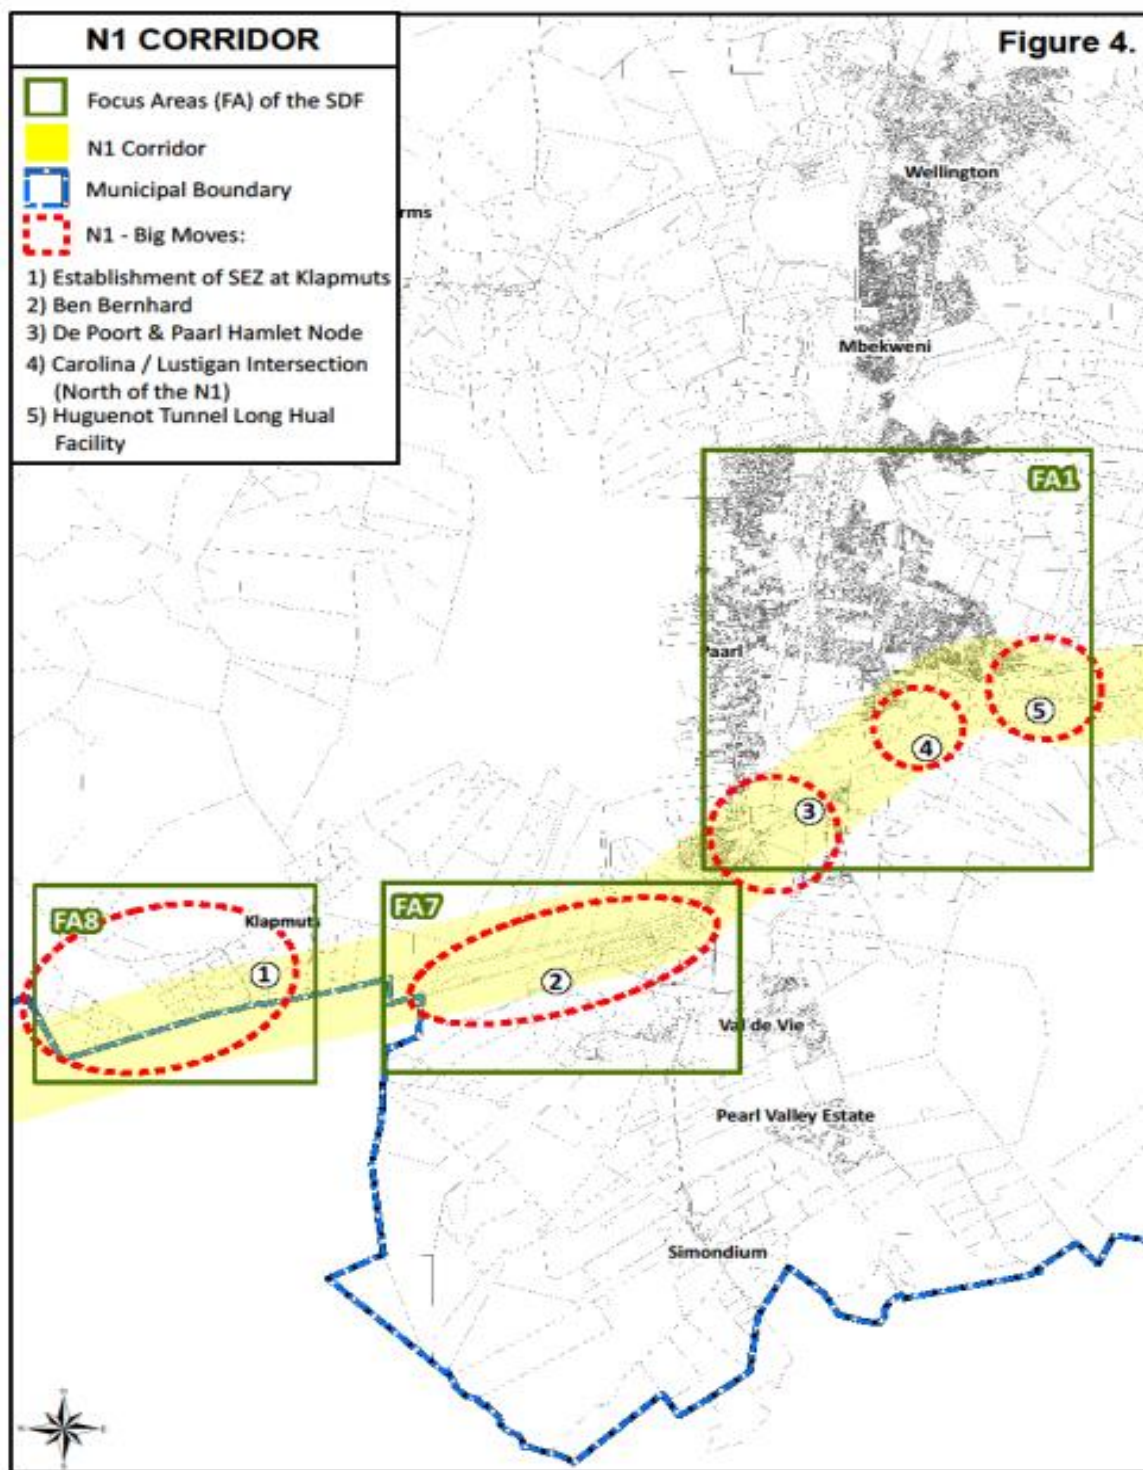 N1 CORRIDOR
Figure 4.
Focus Areas (FA) of the SDF
N1 Corridor
Municipal Boundary
N1 - Big Moves:
1) Establishment of SEZ at Klapmuts
2) Ben Bernhard
3) De Poort & Paarl Hamlet Node
4) Carolina / Lustigan Intersection
(North of the N1)
5) Huguenot Tunnel Long Hual
Facility
rms
Wellington
Mbekweni
FA1
Paarl
5
4
3
FA7
FA8
Klapmuts
1
2
Val de Vie
Pearl Valley Estate
Simondium